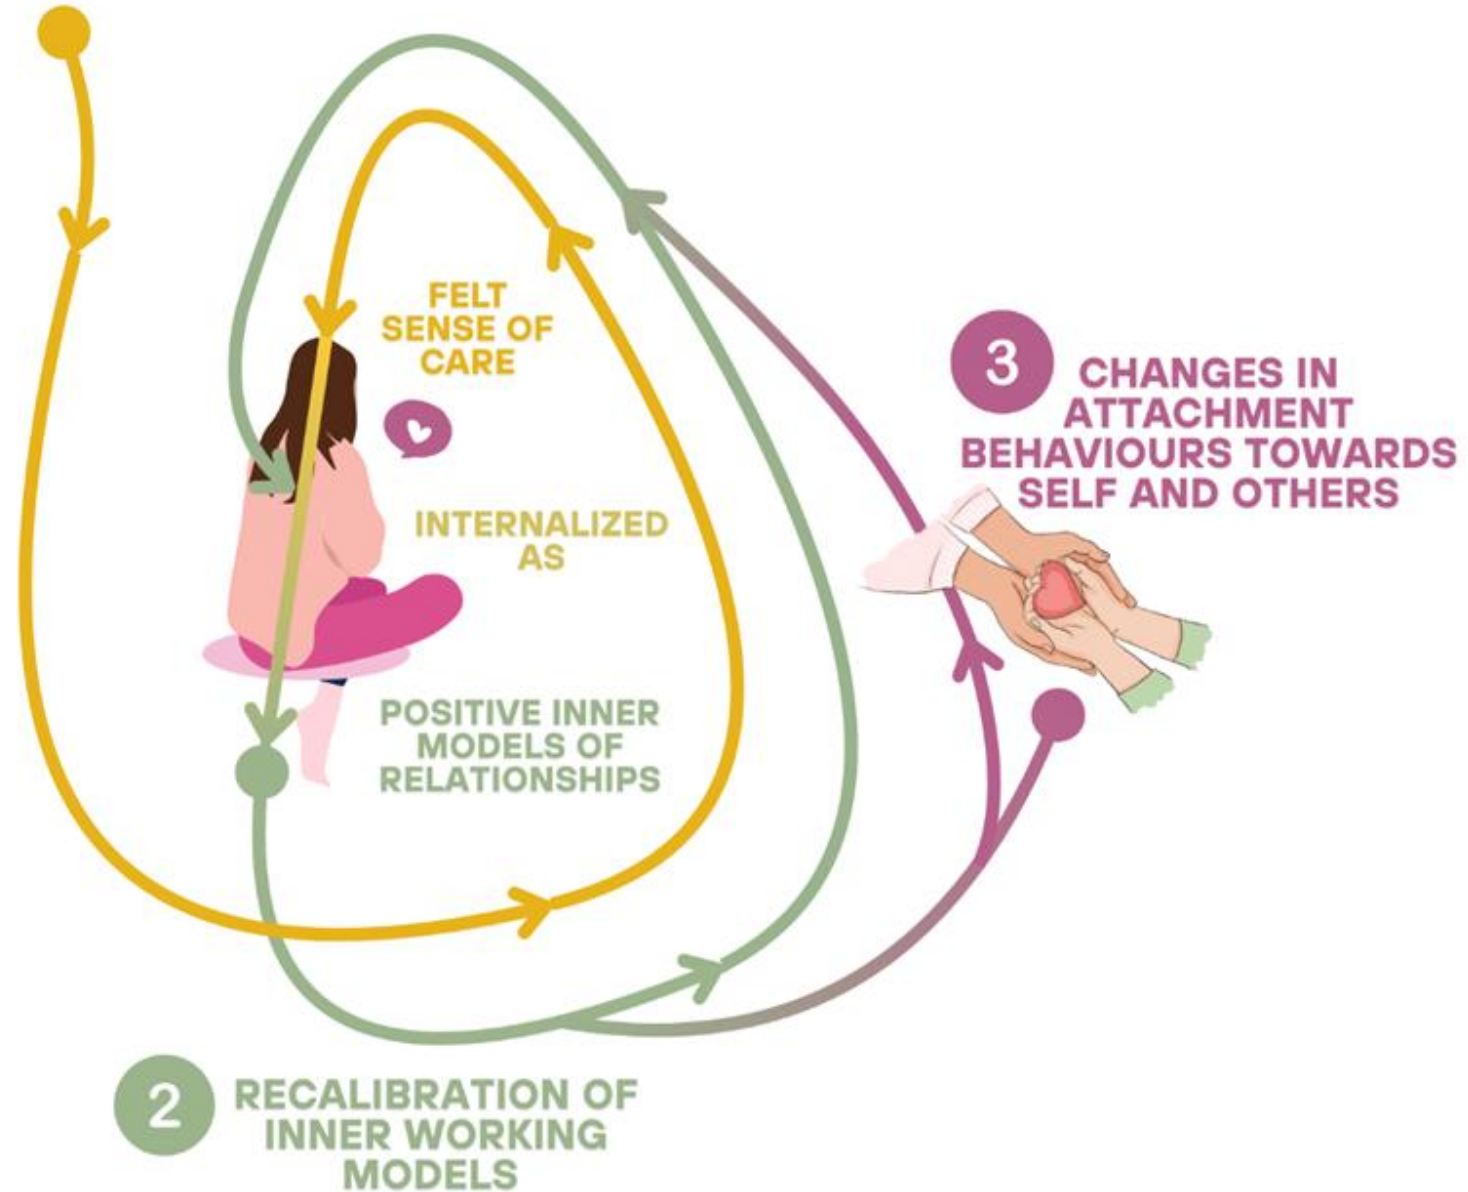 FELT
SENSE OF
CARE
INTERNALIZED
AS
POSITIVE INNER
MODELS OF
RELATIONSHIPS
3
CHANGES IN
ATTACHMENT
BEHAVIOURS TOWARDS
SELF AND OTHERS
2
RECALIBRATION OF
INNER WORKING
MODELS